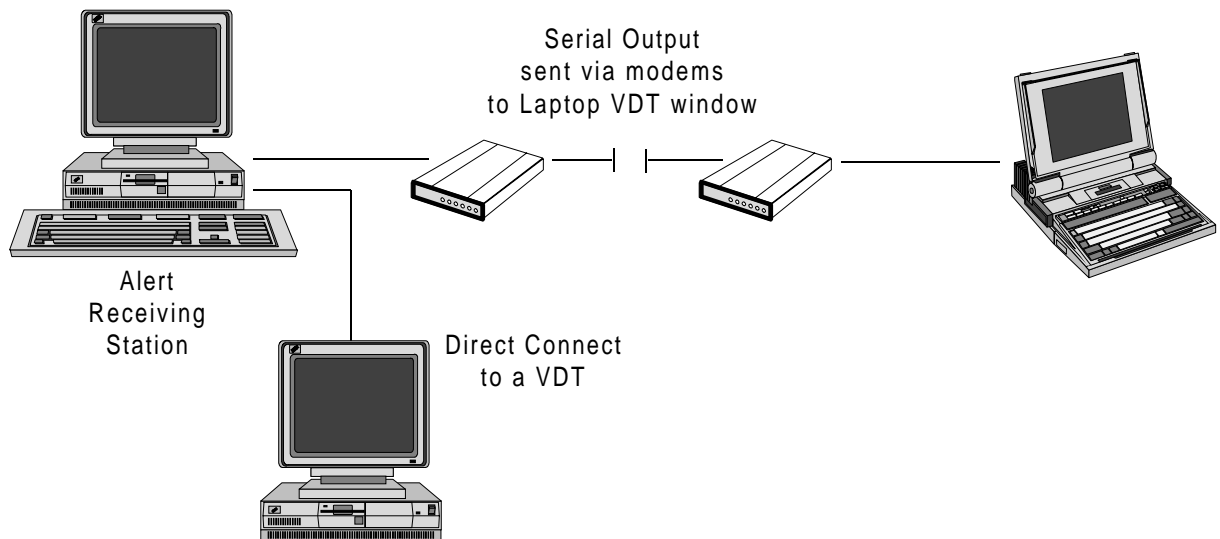 Serial Output
sent via modems
to Laptop VDT window
Alert
Receiving
Station
Direct Connect
to a VDT